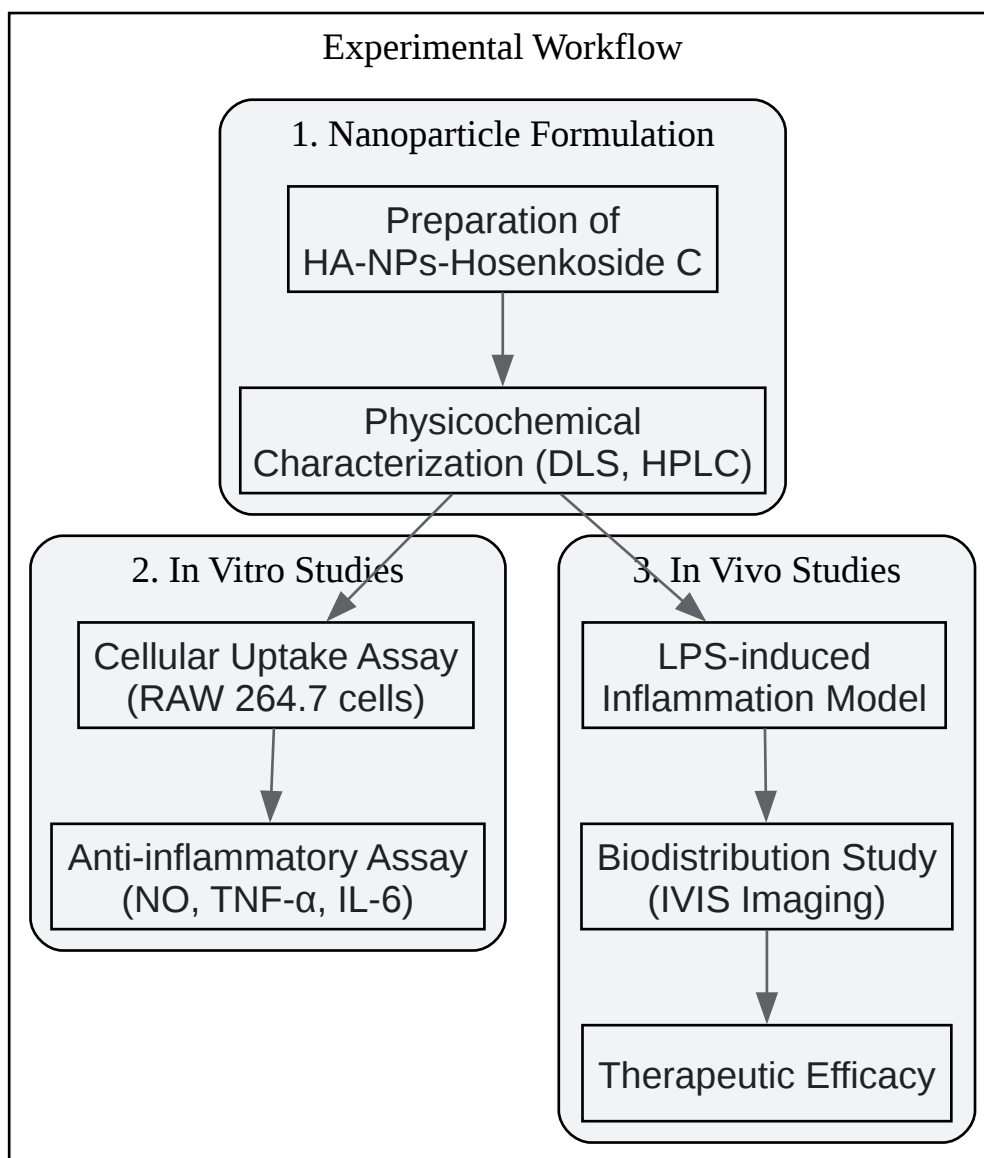 Experimental Workflow
1. Nanoparticle Formulation
Preparation of
HA-NPs-Hosenkoside C
Physicochemical
Characterization (DLS, HPLC)
2. In Vitro Studies
Cellular Uptake Assay
(RAW 264.7 cells)
Anti-inflammatory Assay
(NO, TNF-α, IL-6)
3. In Vivo Studies
LPS-induced
Inflammation Model
Biodistribution Study
(IVIS Imaging)
Therapeutic Efficacy